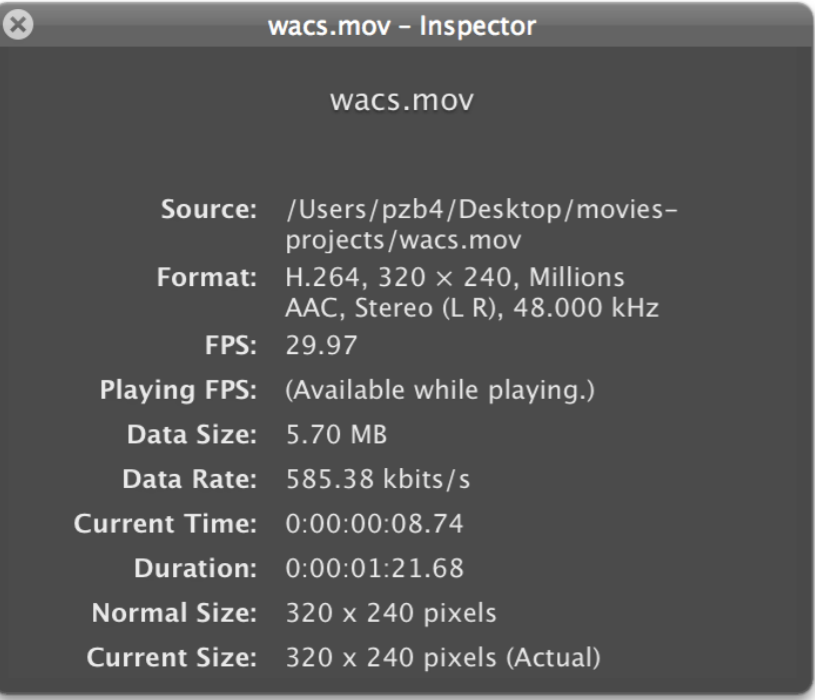 wacs.mov – Inspector
wacs.mov
Source: /Users/pzb4/Desktop/movies-
projects/wacs.mov
Format: H.264, 320 × 240, Millions
AAC, Stereo (L R), 48.000 kHz
FPS: 29.97
Playing FPS: (Available while playing.)
Data Size: 5.70 MB
Data Rate: 585.38 kbits/s
Current Time: 0:00:00:08.74
Duration: 0:00:01:21.68
Normal Size: 320 x 240 pixels
Current Size: 320 x 240 pixels (Actual)